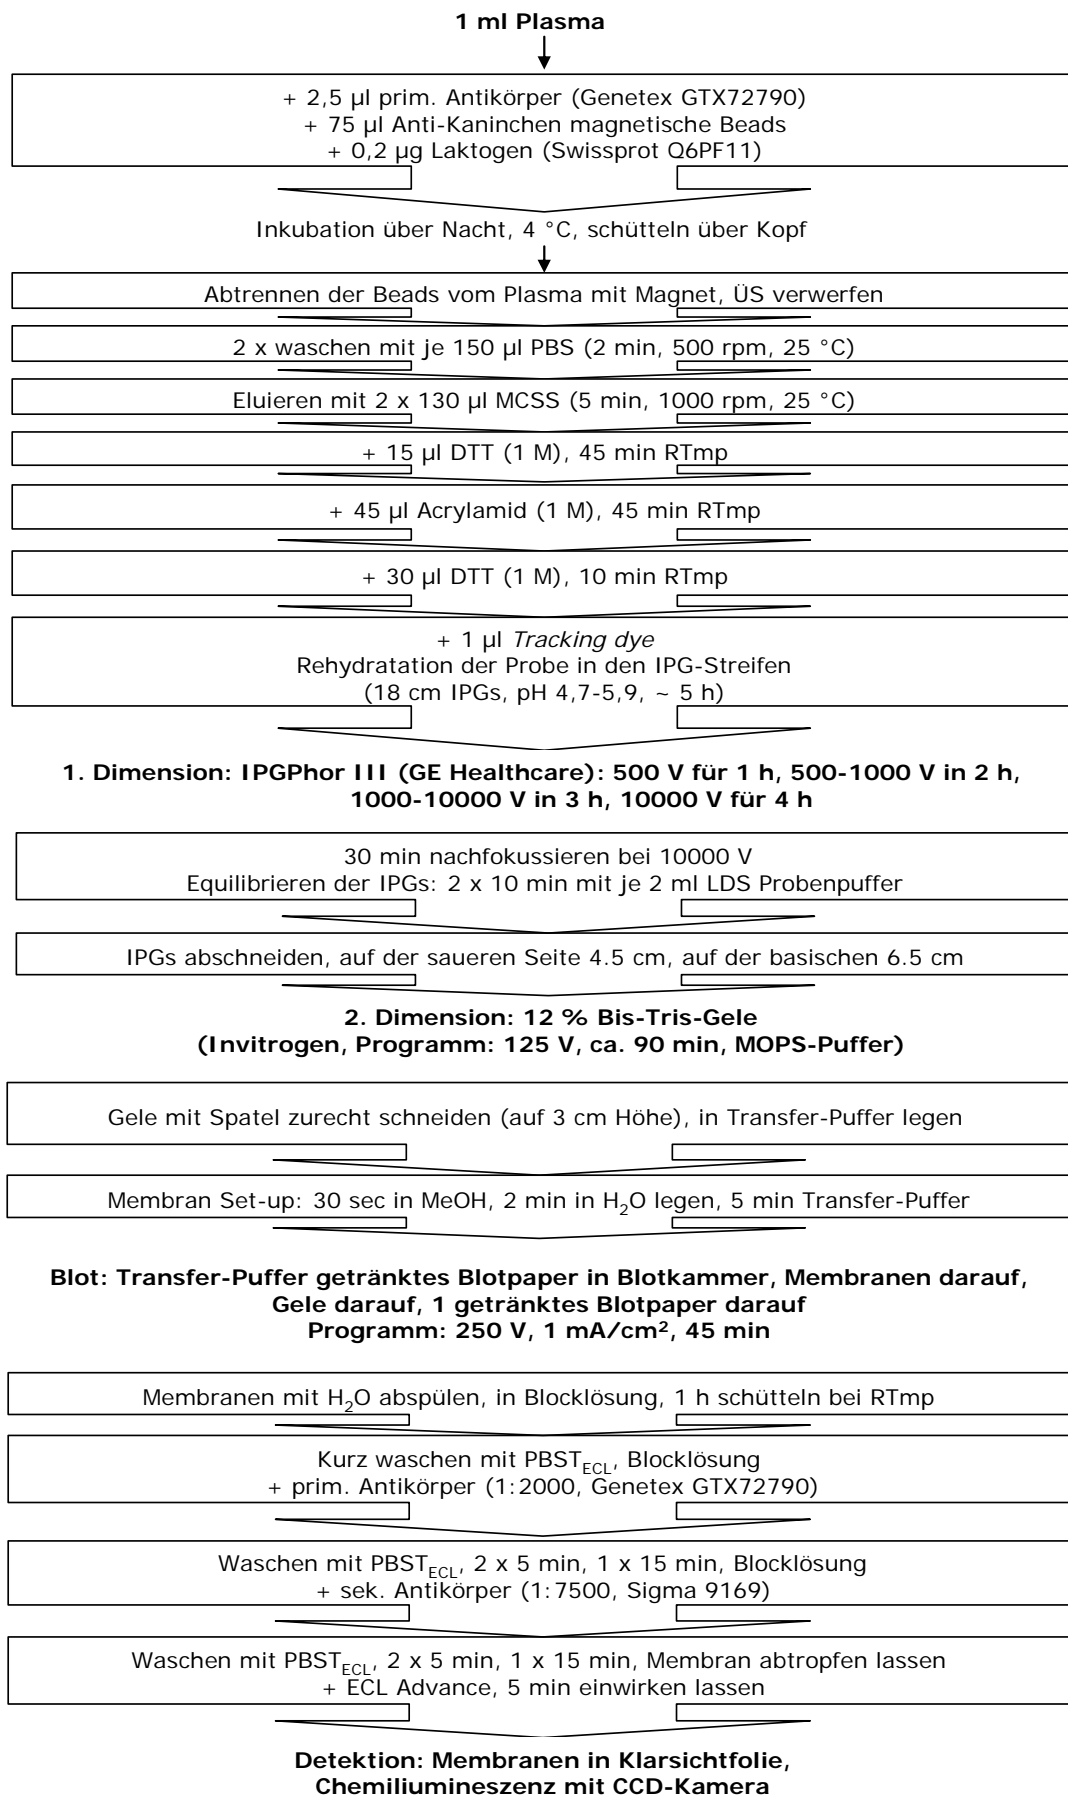 1 ml Plasma
+ 2,5 µl prim. Antikörper (Genetex GTX72790)
+ 75 µl Anti-Kaninchen magnetische Beads
+ 0,2 µg Laktogen (Swissprot Q6PF11)
Inkubation über Nacht, 4 °C, schütteln über Kopf
Abtrennen der Beads vom Plasma mit Magnet, ÜS verwerfen
2 x waschen mit je 150 µl PBS (2 min, 500 rpm, 25 °C)
Eluieren mit 2 x 130 µl MCSS (5 min, 1000 rpm, 25 °C)
+ 15 µl DTT (1 M), 45 min RTmp
+ 45 µl Acrylamid (1 M), 45 min RTmp
+ 30 µl DTT (1 M), 10 min RTmp
+ 1 µl Tracking dye
Rehydratation der Probe in den IPG-Streifen
(18 cm IPGs, pH 4,7-5,9, ~ 5 h)
1. Dimension: IPGPhor III (GE Healthcare): 500 V für 1 h, 500-1000 V in 2 h,
1000-10000 V in 3 h, 10000 V für 4 h
30 min nachfokussieren bei 10000 V
Equilibrieren der IPGs: 2 x 10 min mit je 2 ml LDS Probenpuffer
IPGs abschneiden, auf der saueren Seite 4.5 cm, auf der basischen 6.5 cm
2. Dimension: 12 % Bis-Tris-Gele
(Invitrogen, Programm: 125 V, ca. 90 min, MOPS-Puffer)
Gele mit Spatel zurecht schneiden (auf 3 cm Höhe), in Transfer-Puffer legen
Membran Set-up: 30 sec in MeOH, 2 min in H₂O legen, 5 min Transfer-Puffer
Blot: Transfer-Puffer getränktes Blotpaper in Blotkammer, Membranen darauf,
Gele darauf, 1 getränktes Blotpaper darauf
Programm: 250 V, 1 mA/cm², 45 min
Membranen mit H₂O abspülen, in Blocklösung, 1 h schütteln bei RTmp
Kurz waschen mit PBST_ECL, Blocklösung
+ prim. Antikörper (1:2000, Genetex GTX72790)
Waschen mit PBST_ECL, 2 x 5 min, 1 x 15 min, Blocklösung
+ sek. Antikörper (1:7500, Sigma 9169)
Waschen mit PBST_ECL, 2 x 5 min, 1 x 15 min, Membran abtropfen lassen
+ ECL Advance, 5 min einwirken lassen
Detektion: Membranen in Klarsichtfolie,
Chemiliumineszenz mit CCD-Kamera